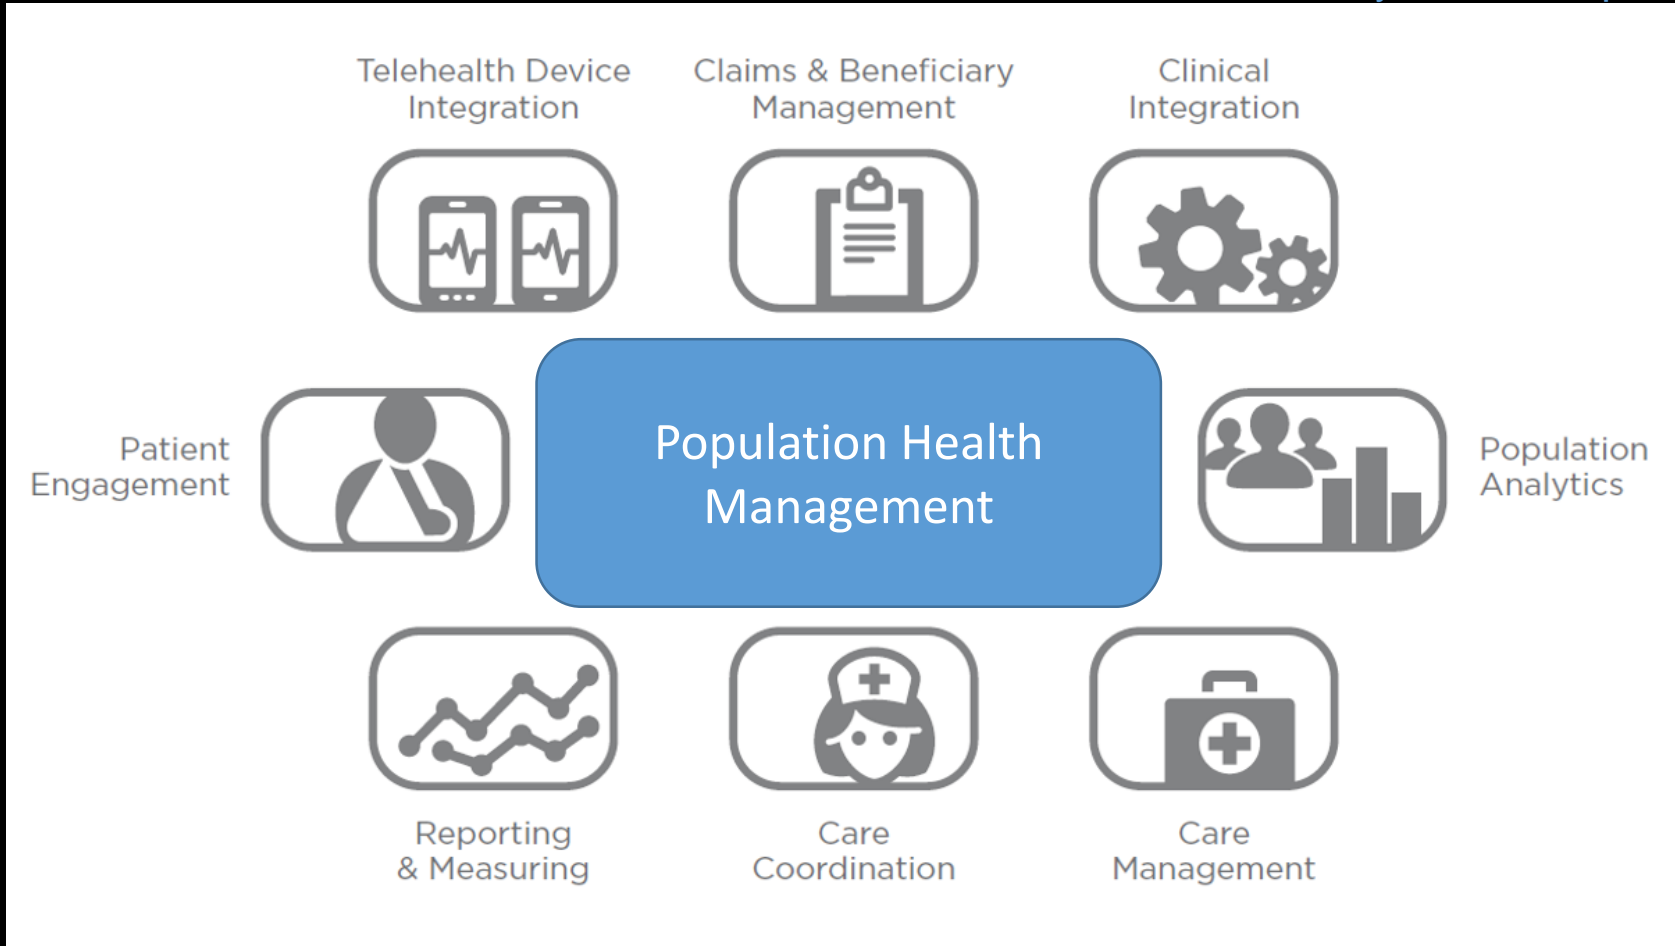 Telehealth Device
Integration
Claims & Beneficiary
Management
Clinical
Integration
Patient
Engagement
Population Health
Management
Population
Analytics
Reporting
& Measuring
Care
Coordination
Care
Management